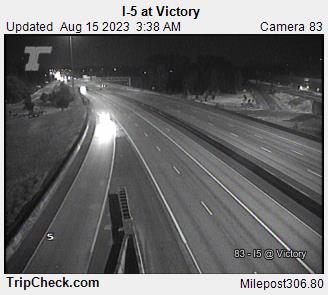 I-5 at Victory
Updated Aug 15 2023 3:38 AM Camera 83
T
S
83 - I5 @ Victory
TripCheck.com Milepost306.80